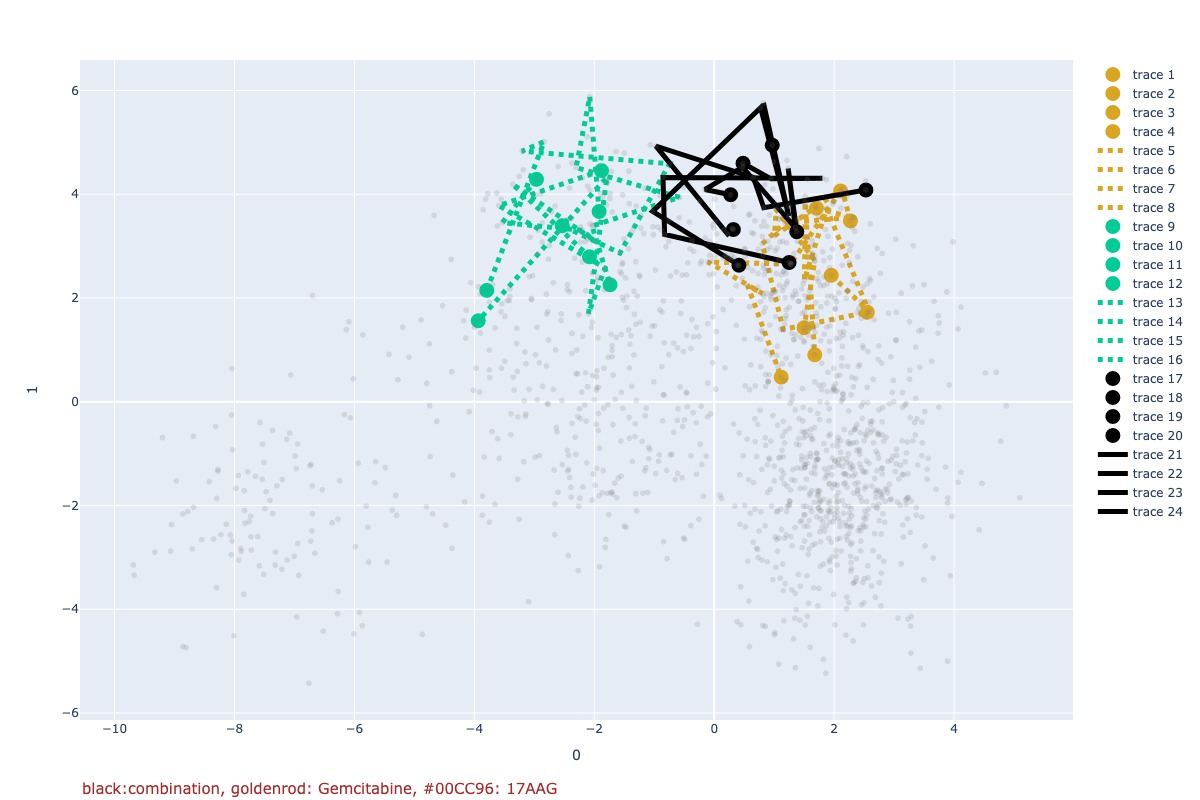 6
4
2
0
−2
−4
−6
1
−10
−8
−6
−4
−2
0
2
4
0
trace 1
trace 2
trace 3
trace 4
trace 5
trace 6
trace 7
trace 8
trace 9
trace 10
trace 11
trace 12
trace 13
trace 14
trace 15
trace 16
trace 17
trace 18
trace 19
trace 20
trace 21
trace 22
trace 23
trace 24
black:combination, goldenrod: Gemcitabine, #00CC96: 17AAG